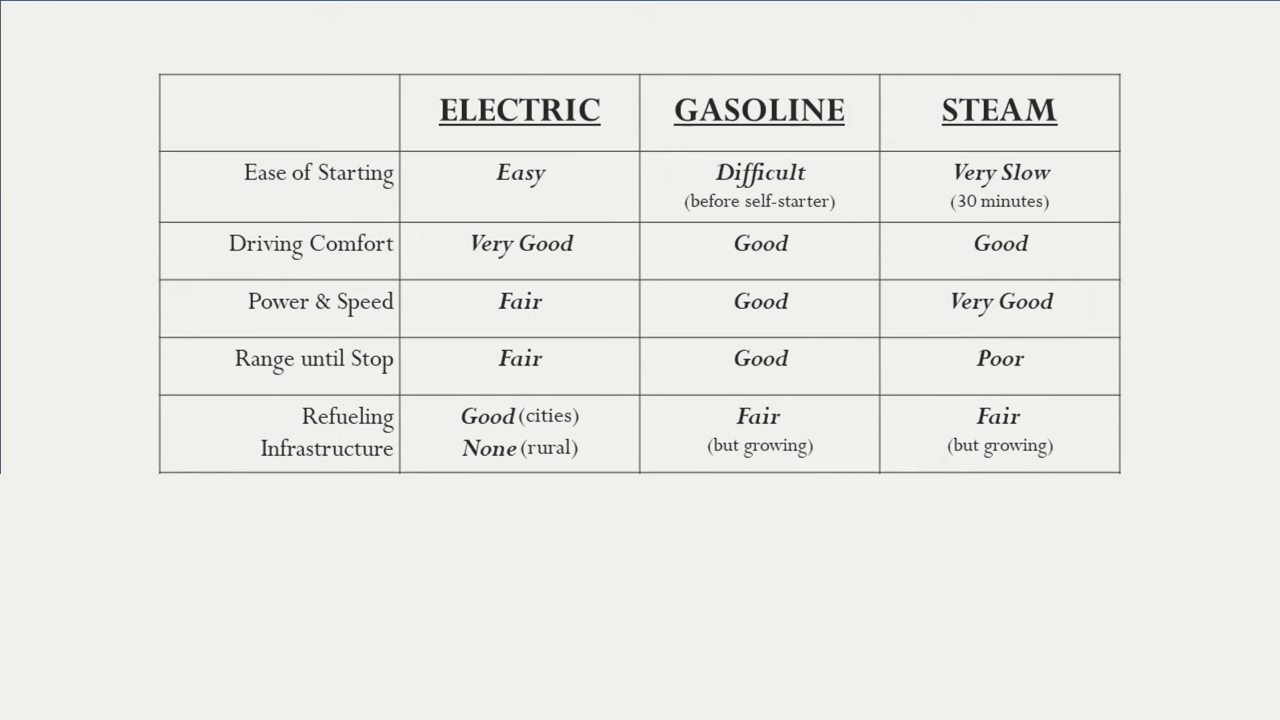 ELECTRIC GASOLINE STEAM
Ease of Starting Easy Difficult Very Slow
(before self-starter) (30 minutes)
Driving Comfort Very Good Good Good
Power & Speed Fair Good Very Good
Range until Stop Fair Good Poor
Refueling Good (cities) Fair Fair
Infrastructure None (rural) (but growing) (but growing)